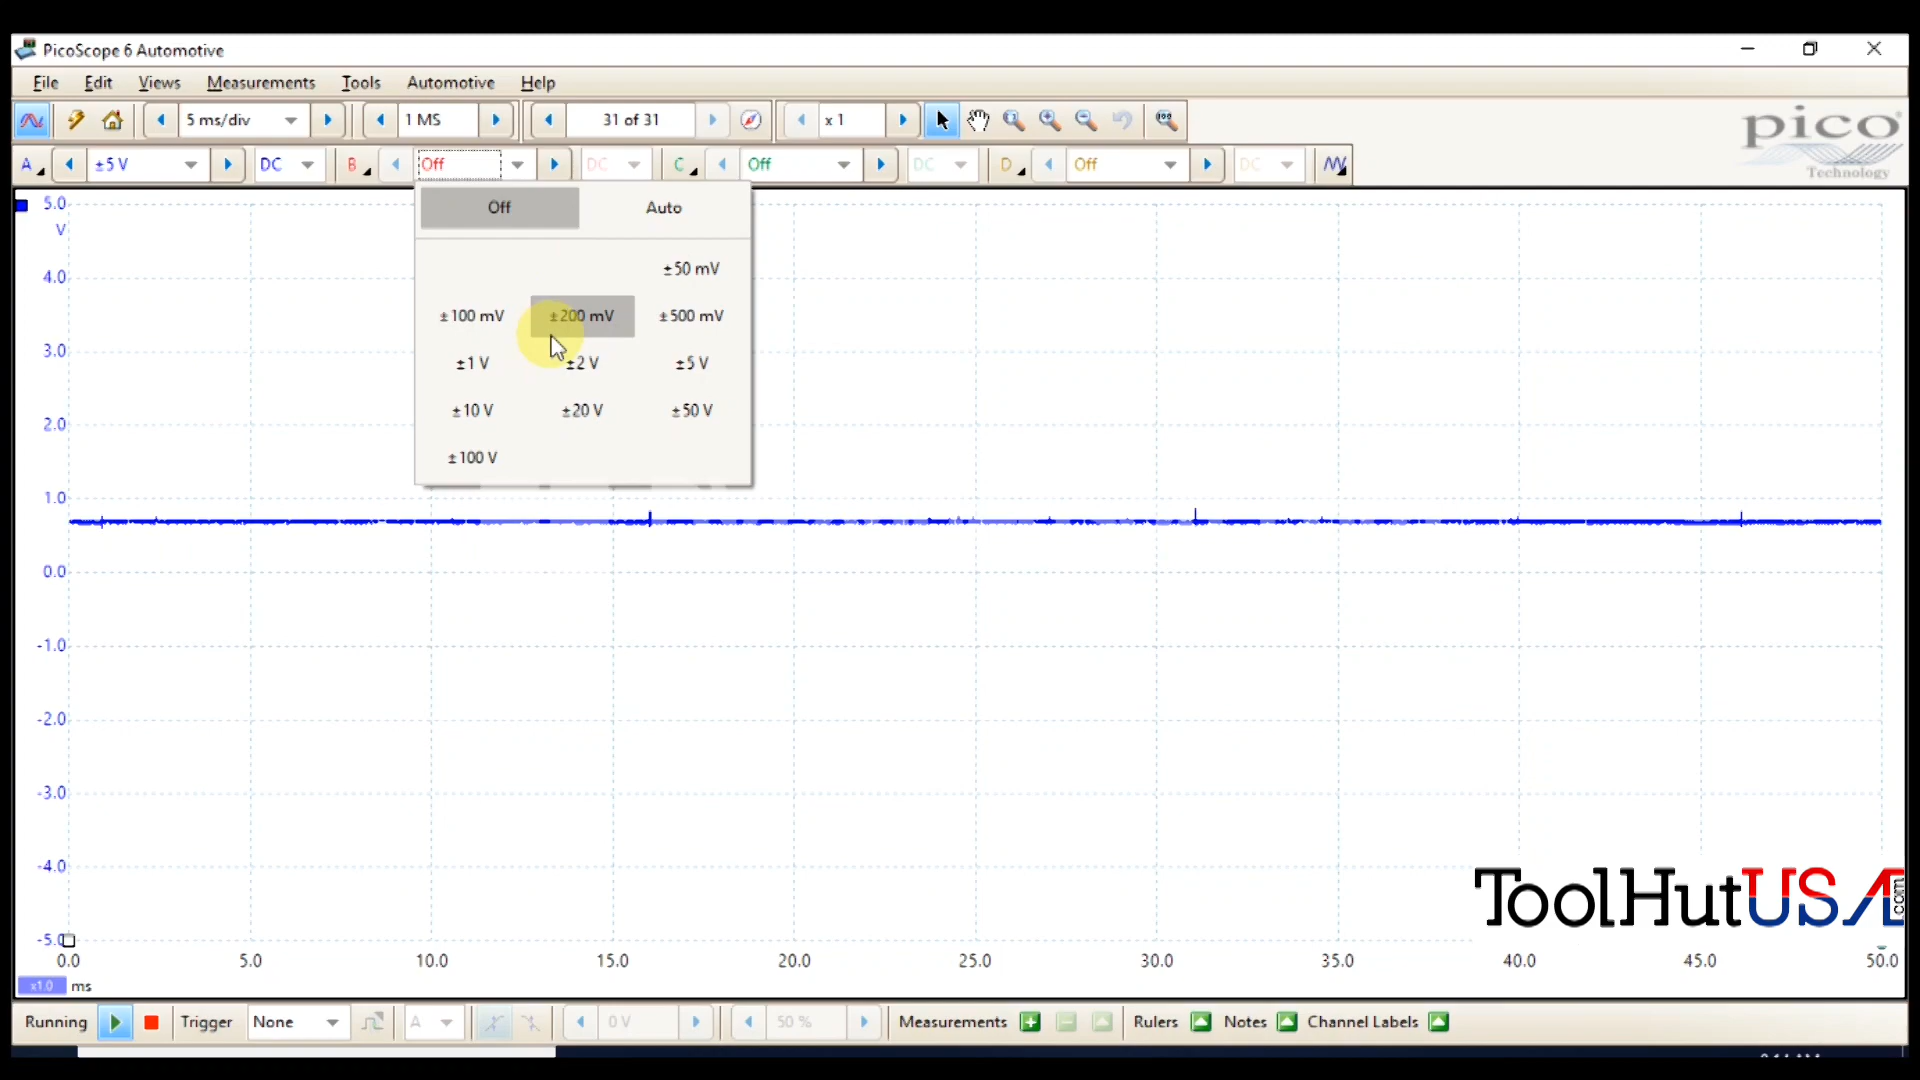 PicoScope 6 Automotive
File Edit Views Measurements Tools Automotive Help
5 ms/div 1 MS 31 of 31 x 1
A ±5 V DC B Off DC C Off DC D Off DC
pico
Technology
Off Auto
±50 mV
±100 mV ±200 mV ±500 mV
±1 V ±2 V ±5 V
±10 V ±20 V ±50 V
±100 V
5.0
V
4.0
3.0
2.0
1.0
0.0
-1.0
-2.0
-3.0
-4.0
-5.0
0.0 5.0 10.0 15.0 20.0 25.0 30.0 35.0 40.0 45.0 50.0
x1.0 ms
ToolHutUSA.com
Running Trigger None A 0 V 50 % Measurements Rulers Notes Channel Labels